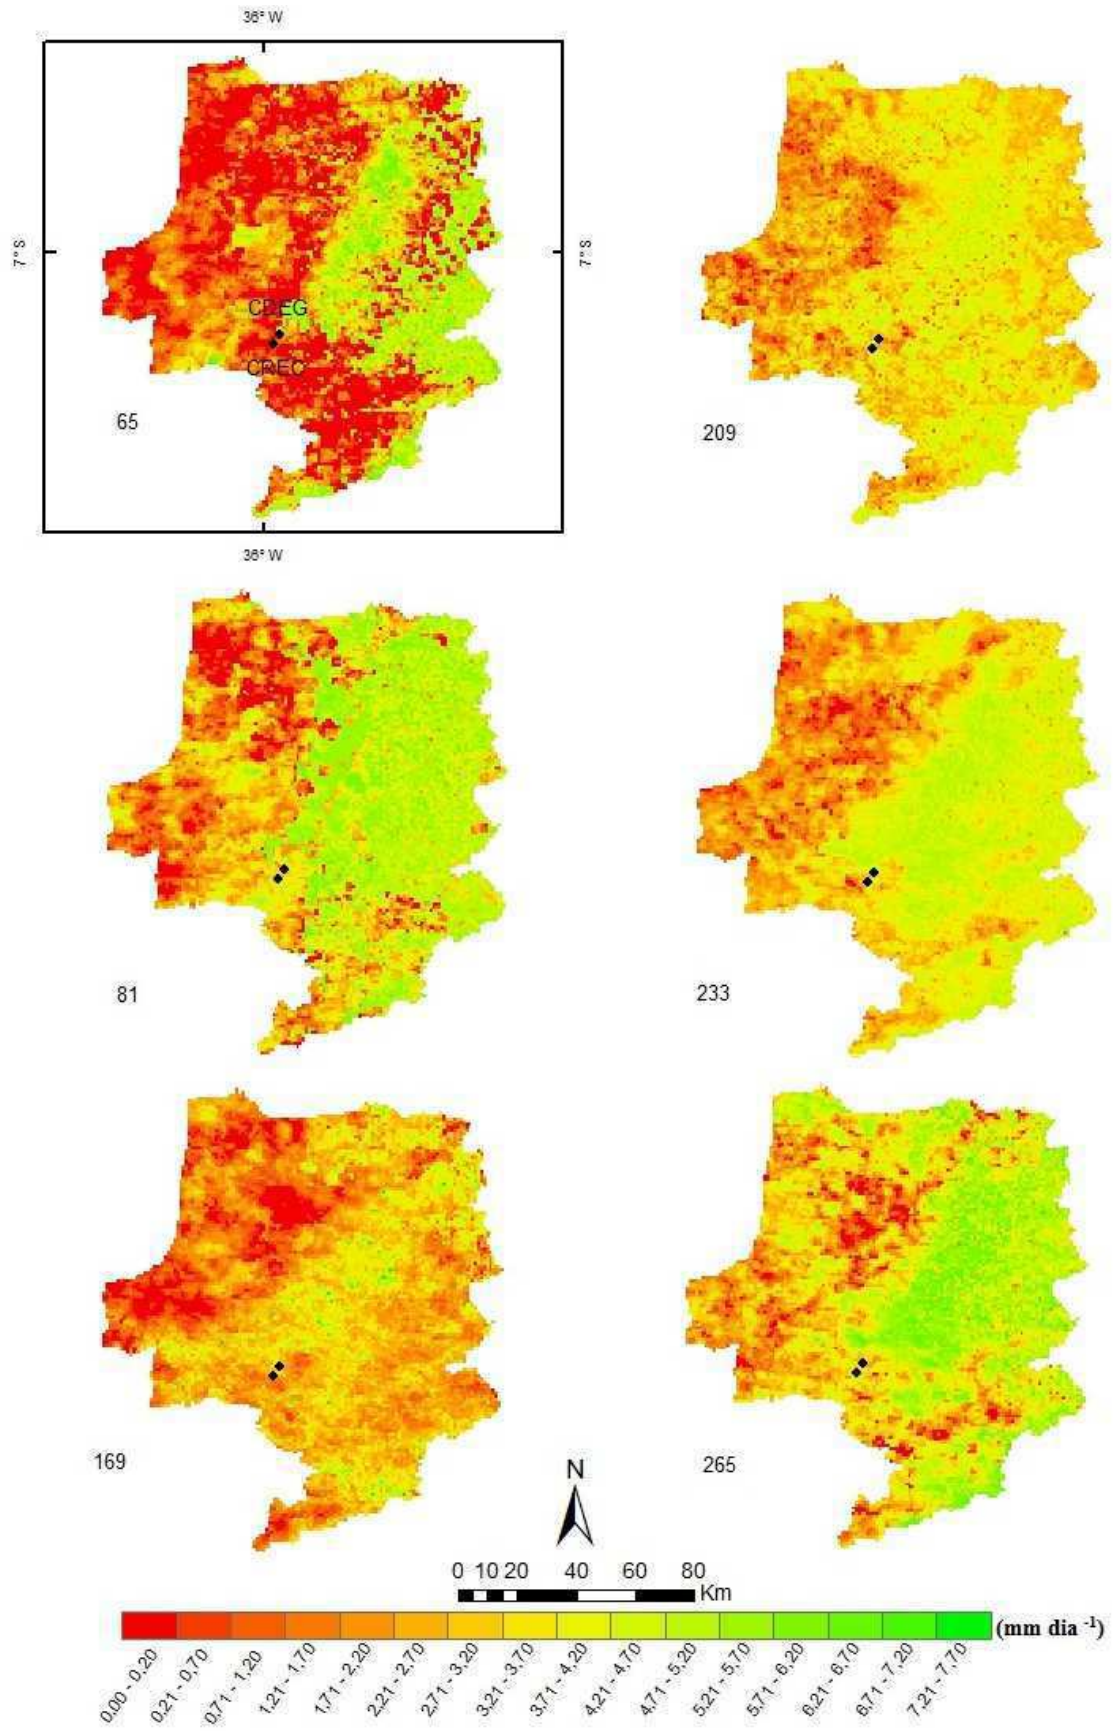 36° W
7° S
7° S
CDEG
CREC
65
209
36° W
81
233
169
265
N
0 10 20 40 60 80
Km
(mm dia -1)
0,00 - 0,20
0,21 - 0,70
0,71 - 1,20
1,21 - 1,70
1,71 - 2,20
2,21 - 2,70
2,71 - 3,20
3,21 - 3,70
3,71 - 4,20
4,21 - 4,70
4,71 - 5,20
5,21 - 5,70
5,71 - 6,20
6,21 - 6,70
6,71 - 7,20
7,21 - 7,70